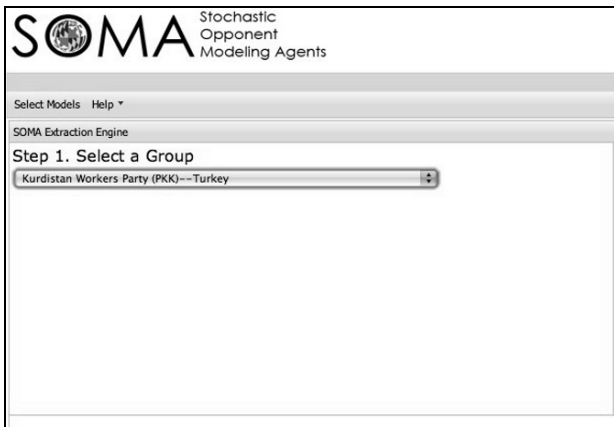 SOMA
Stochastic
Opponent
Modeling Agents
Select Models Help
SOMA Extraction Engine
Step 1. Select a Group
Kurdistan Workers Party (PKK)--Turkey